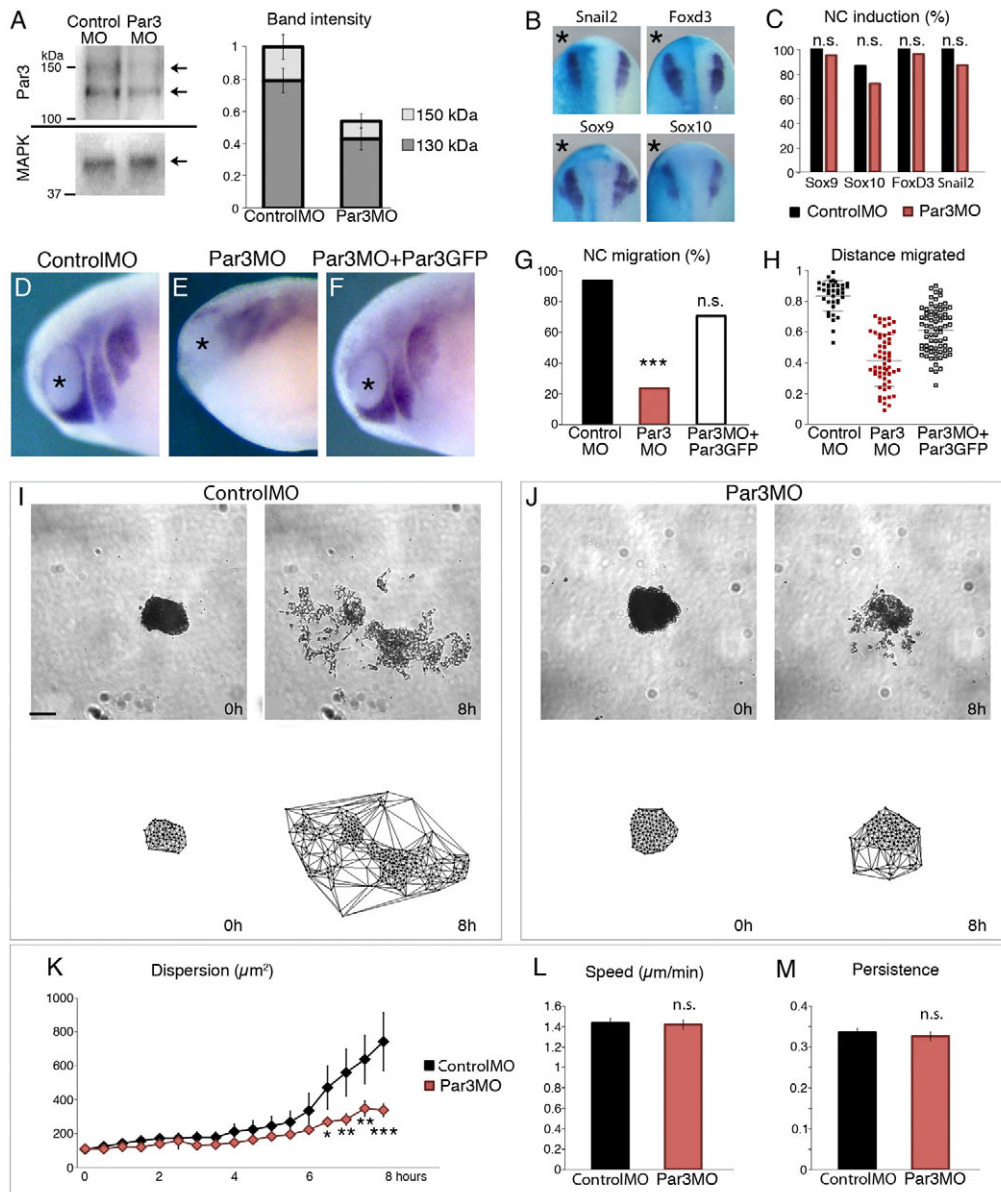 A
Control MO
Par3 MO
kDa
150
100
37
Par3
MAPK
Band intensity
1
0.8
0.6
0.4
0.2
0
ControlMO
Par3MO
150 kDa
130 kDa
B
Snail2
Foxd3
Sox9
Sox10
*
*
*
*
C
NC induction (%)
n.s.
n.s.
n.s.
n.s.
100
80
60
40
20
0
Sox9
Sox10
FoxD3
Snail2
ControlMO
Par3MO
ControlMO
D
*
Par3MO
E
*
Par3MO+Par3GFP
F
*
G
NC migration (%)
100
80
60
40
20
0
***
n.s.
Control MO
Par3 MO
Par3MO+ Par3GFP
H
Distance migrated
1
0.8
0.6
0.4
0.2
0
Control MO
Par3 MO
Par3MO+ Par3GFP
I
ControlMO
0h
8h
0h
8h
J
Par3MO
0h
8h
0h
8h
K
Dispersion (µm²)
1000
800
600
400
200
0
0
2
4
6
8 hours
*
**
**
***
ControlMO
Par3MO
L
Speed (µm/min)
1.6
1.4
1.2
1
0.8
0.6
0.4
0.2
0
n.s.
ControlMO
Par3MO
M
Persistence
0.4
0.3
0.2
0.1
0
n.s.
ControlMO
Par3MO